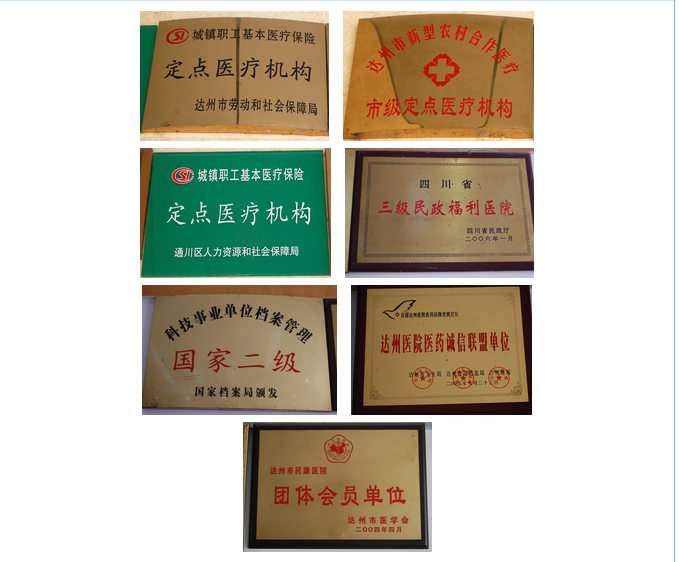 SI 城镇职工基本医疗保险
定点医疗机构
达州市劳动和社会保障局
达州市新型农村合作医疗
市级定点医疗机构
SI 城镇职工基本医疗保险
定点医疗机构
通川区人力资源和社会保障局
四川省
三级民政福利医院
四川省民政厅
二〇〇六年一月
科技事业单位档案管理
国家二级
国家档案局颁发
达州医院医药诚信联盟单位
达州市民康医院
团体会员单位
达州市医学会
二〇〇四年四月